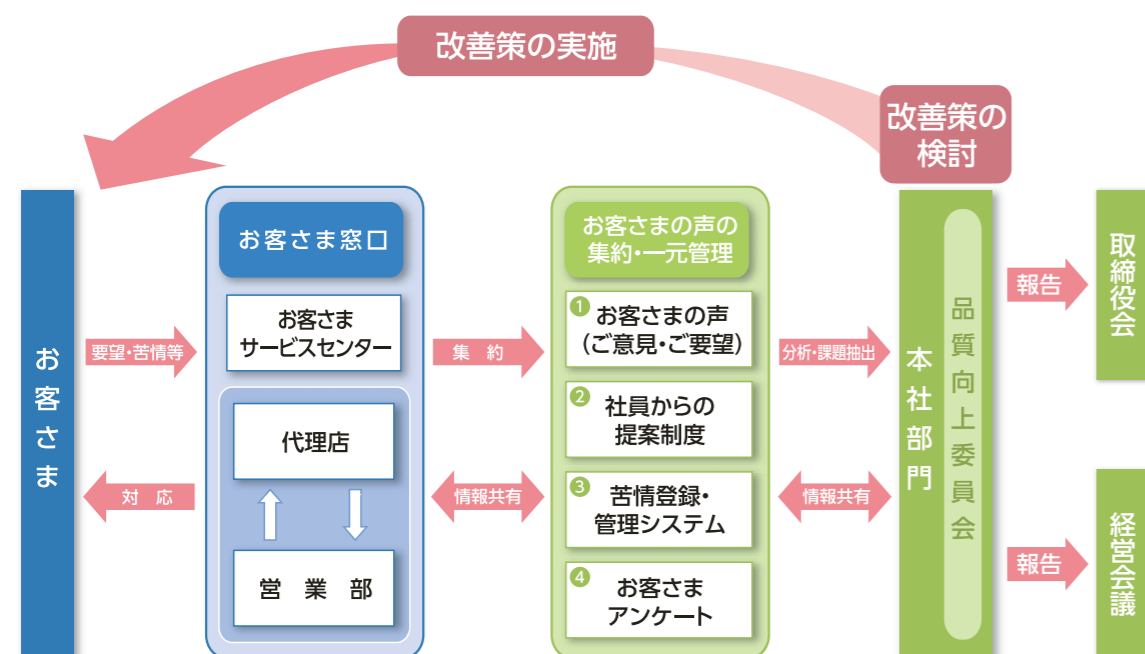 改善策の実施
改善策の
検討
お客さま
要望・苦情等
対 応
お客さま窓口
お客さま
サービスセンター
代理店
営 業 部
集 約
情報共有
お客さまの声の
集約・一元管理
1 お客さまの声
(ご意見・ご要望)
2 社員からの
提案制度
3 苦情登録・
管理システム
4 お客さま
アンケート
分析・課題抽出
情報共有
本社部門
品質向上委員会
報告
取締役会
報告
経営会議